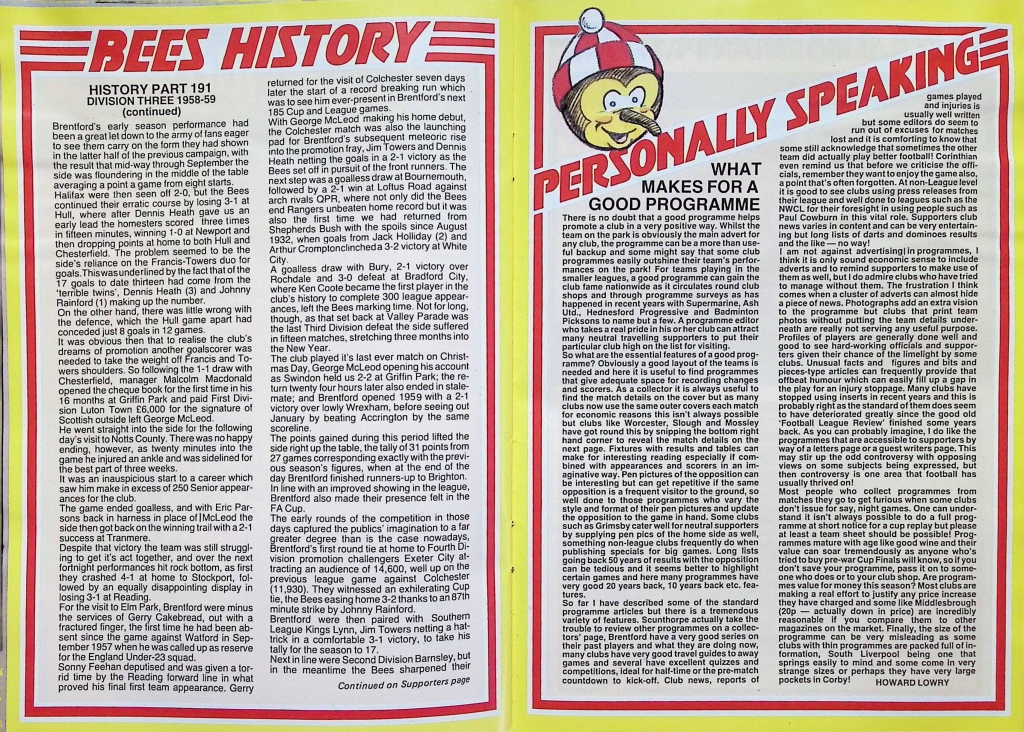 BEES HISTORY
HISTORY PART 191
DIVISION THREE 1958-59
(continued)
Brentford's early season performance had
been a great let down to the army of fans eager
to see them carry on the form they had shown
in the latter half of the previous campaign, with
the result that mid-way through September the
side was floundering in the middle of the table
averaging a point a game from eight starts.
Halifax were then seen off 2-0, but the Bees
continued their erratic course by losing 3-1 at
Hull, where after Dennis Heath gave us an
early lead the homesters scored three times
in fifteen minutes, winning 1-0 at Newport and
then dropping points at home to both Hull and
Chesterfield. The problem seemed to be the
side's reliance on the Francis-Towers duo for
goals. This was underlined by the fact that of the
17 goals to date thirteen had come from the
'terrible twins', Dennis Heath (3) and Johnny
Rainford (1) making up the number.
On the other hand, there was little wrong with
the defence, which the Hull game apart had
conceded just 8 goals in 12 games.
It was obvious then that to realise the club's
dreams of promotion another goalscorer was
needed to take the weight off Francis and To-
wers shoulders. So following the 1-1 draw with
Chesterfield, manager Malcolm Macdonald
opened the cheque book for the first time in his
16 months at Griffin Park and paid First Divi-
sion Luton Town £6,000 for the signature of
Scottish outside left George McLeod.
He went straight into the side for the following
day's visit to Notts County. There was no happy
ending, however, as twenty minutes into the
game he injured an ankle and was sidelined for
the best part of three weeks.
It was an inauspicious start to a career which
saw him make in excess of 250 Senior appear-
ances for the club.
The game ended goalless, and with Eric Par-
sons back in harness in place of McLeod the
side then got back on the winning trail with a 2-1
success at Tranmere.
Despite that victory the team was still struggl-
ing to get it's act together, and over the next
fortnight performances hit rock bottom, as first
they crashed 4-1 at home to Stockport, fol-
lowed by an equally disappointing display in
losing 3-1 at Reading.
For the visit to Elm Park, Brentford were minus
the services of Gerry Cakebread, out with a
fractured finger, the first time he had been ab-
sent since the game against Watford in Sep-
tember 1957 when he was called up as reserve
for the England Under-23 squad.
Sonny Feehan deputised and was given a tor-
rid time by the Reading forward line in what
proved his final first team appearance. Gerry
returned for the visit of Colchester seven days
later the start of a record breaking run which
was to see him ever-present in Brentford's next
185 Cup and League games.
With George McLeod making his home debut,
the Colchester match was also the launching
pad for Brentford's subsequent meteoric rise
into the promotion fray, Jim Towers and Dennis
Heath netting the goals in a 2-1 victory as the
Bees set off in pursuit of the front runners. The
next step was a goalless draw at Bournemouth,
followed by a 2-1 win at Loftus Road against
arch rivals QPR, where not only did the Bees
end Rangers unbeaten home record but it was
also the first time we had returned from
Shepherds Bush with the spoils since August
1932, when goals from Jack Holliday (2) and
Arthur Cromptonclinched a 3-2 victory at White
City.
A goalless draw with Bury, 2-1 victory over
Rochdale and 3-0 defeat at Bradford City,
where Ken Coote became the first player in the
club's history to complete 300 league appear-
ances, left the Bees marking time. Not for long,
though, as that set back at Valley Parade was
the last Third Division defeat the side suffered
in fifteen matches, stretching three months into
the New Year.
The club played it's last ever match on Christ-
mas Day, George McLeod opening his account
as Swindon held us 2-2 at Griffin Park; the re-
turn twenty four hours later also ended in stale-
mate; and Brentford opened 1959 with a 2-1
victory over lowly Wrexham, before seeing out
January by beating Accrington by the same
scoreline.
The points gained during this period lifted the
side right up the table, the tally of 31 points from
27 games corresponding exactly with the previ-
ous season's figures, when at the end of the
day Brentford finished runners-up to Brighton.
In line with an improved showing in the league,
Brentford also made their presence felt in the
FA Cup.
The early rounds of the competition in those
days captured the publics' imagination to a far
greater degree than is the case nowadays,
Brentford's first round tie at home to Fourth Di-
vision promotion challengers Exeter City at-
tracting an audience of 14,600, well up on the
previous league game against Colchester
(11,930). They witnessed an exhilerating Cup
tie, the Bees easing home 3-2 thanks to an 87th
minute strike by Johnny Rainford.
Brentford were then paired with Southern
League Kings Lynn, Jim Towers netting a hat-
trick in a comfortable 3-1 victory, to take his
tally for the season to 17.
Next in line were Second Division Barnsley, but
in the meantime the Bees sharpened their
Continued on Supporters page
PERSONALLY SPEAKING
WHAT
MAKES FOR A
GOOD PROGRAMME
There is no doubt that a good programme helps
promote a club in a very positive way. Whilst the
team on the park is obviously the main advert for
any club, the programme can be a more than use-
ful backup and some might say that some club
programmes easily outshine their team's perfor-
mances on the park! For teams playing in the
smaller leagues, a good programme can gain the
club fame nationwide as it circulates round club
shops and through programme surveys as has
happened in recent years with Supermarine, Ash
Utd., Hednesford Progressive and Badminton
Picksons to name but a few. A programme editor
who takes a real pride in his or her club can attract
many neutral travelling supporters to put their
particular club high on the list for visiting.
So what are the essential features of a good prog-
ramme? Obviously a good layout of the teams is
needed and here it is useful to find programmes
that give adequate space for recording changes
and scorers. As a collector it is always useful to
find the match details on the cover but as many
clubs now use the same outer covers each match
for economic reasons this isn't always possible
but clubs like Worcester, Slough and Mossley
have got round this by snipping the bottom right
hand corner to reveal the match details on the
next page. Fixtures with results and tables can
make for interesting reading especially if com-
bined with appearances and scorers in an im-
aginative way. Pen pictures of the opposition can
be interesting but can get repetitive if the same
opposition is a frequent visitor to the ground, so
well done to those programmes who vary the
style and format of their pen pictures and update
the opposition to the game in hand. Some clubs
such as Grimsby cater well for neutral supporters
by supplying pen pics of the home side as well,
something non-league clubs frequently do when
publishing specials for big games. Long lists
going back 50 years of results with the opposition
can be tedious and it seems better to highlight
certain games and here many programmes have
very good 20 years back, 10 years back etc. fea-
tures.
So far I have described some of the standard
programme articles but there is a tremendous
variety of features. Scunthorpe actually take the
trouble to review other programmes on a collec-
tors' page, Brentford have a very good series on
their past players and what they are doing now,
many clubs have very good travel guides to away
games and several have excellent quizzes and
competitions, ideal for half-time or the pre-match
countdown to kick-off. Club news, reports of
games played
and injuries is
usually well written
but some editors do seem to
run out of excuses for matches
lost and it is comforting to know that
some still acknowledge that sometimes the other
team did actually play better football! Corinthian
even remind us that before we criticise the offi-
cials, remember they want to enjoy the game also,
a point that's often forgotten. At non-League level
it is good to see clubs using press releases from
their league and well done to leagues such as the
NWCL for their foresight in using people such as
Paul Cowburn in this vital role. Supporters club
news varies in content and can be very entertain-
ing but long lists of darts and dominoes results
and the like — no way!
I am not against advertising in programmes, I
think it is only sound economic sense to include
adverts and to remind supporters to make use of
them as well, but I do admire clubs who have tried
to manage without them. The frustration I think
comes when a cluster of adverts can almost hide
a piece of news. Photographs add an extra vision
to the programme but clubs that print team
photos without putting the team details under-
neath are really not serving any useful purpose.
Profiles of players are generally well done and
good to see hard-working officials and support-
ers given their chance of the limelight by some
clubs. Unusual facts and figures and bits and
pieces-type articles can frequently provide that
offbeat humour which can easily fill up a gap in
the play for an injury stoppage. Many clubs have
stopped using inserts in recent years and this is
probably right as the standard of them does seem
to have deteriorated greatly since the good old
'Football League Review' finished some years
back. As you can probably imagine, I do like the
programmes that are accessible to supporters by
way of a letters page or a guest writers page. This
may stir up the odd controversy with opposing
views on some subjects being expressed, but
then controversy is one area that football has
usually thrived on!
Most people who collect programmes from
matches they go to get furious when some clubs
don't issue for say, night games. One can under-
stand it isn't always possible to do a full prog-
ramme at short notice for a cup replay but please
at least a team sheet should be possible! Prog-
rammes mature with age like good wine and their
value can soar tremendously as anyone who's
tried to buy pre-war Cup Finals will know, so if you
don't save your programme, pass it on to some-
one who does or to your club shop. Are program-
mes value for money this season? Most clubs are
making a real effort to justify any price increase
they have charged and some like Middlesbrough
(20p — actually down in price) are incredibly
reasonable if you compare them to other
magazines on the market. Finally, the size of the
programme can be very misleading as some
clubs with thin programmes are packed full of in-
formation, South Liverpool being one that
springs easily to mind and some come in very
strange sizes or perhaps they have very large
pockets in Corby!
HOWARD LOWRY